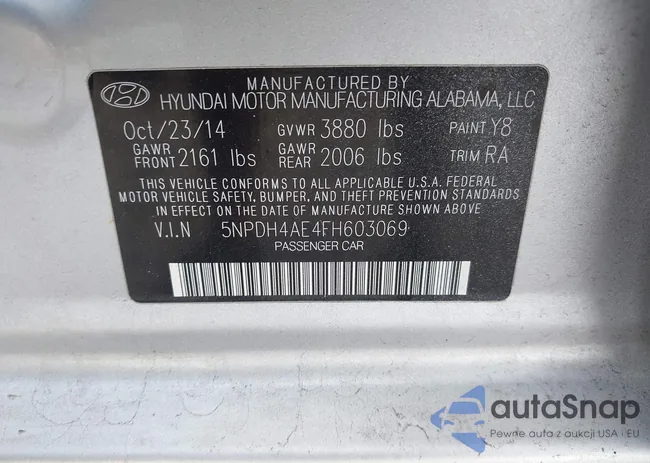 MANUFACTURED BY
HYUNDAI MOTOR MANUFACTURING ALABAMA, LLC
Oct/23/14 GVWR 3880 lbs PAINT Y8
GAWR FRONT 2161 lbs GAWR REAR 2006 lbs TRIM RA
THIS VEHICLE CONFORMS TO ALL APPLICABLE U.S.A. FEDERAL
MOTOR VEHICLE SAFETY, BUMPER, AND THEFT PREVENTION STANDARDS
IN EFFECT ON THE DATE OF MANUFACTURE SHOWN ABOVE.
V.I.N 5NPDH4AE4FH603069
PASSENGER CAR
autaSnap
Pewne auta z aukcji USA i EU